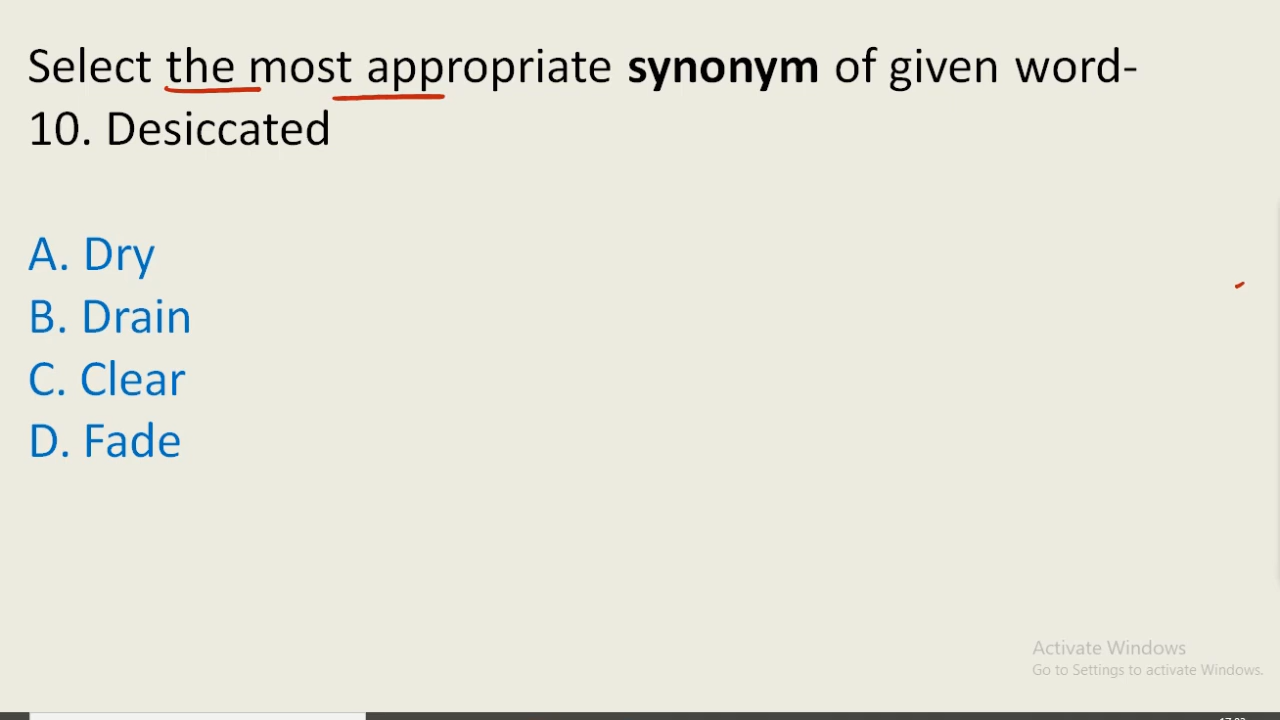 Select the most appropriate synonym of given word-
10. Desiccated
A. Dry
B. Drain
C. Clear
D. Fade
Activate Windows
Go to Settings to activate Windows.